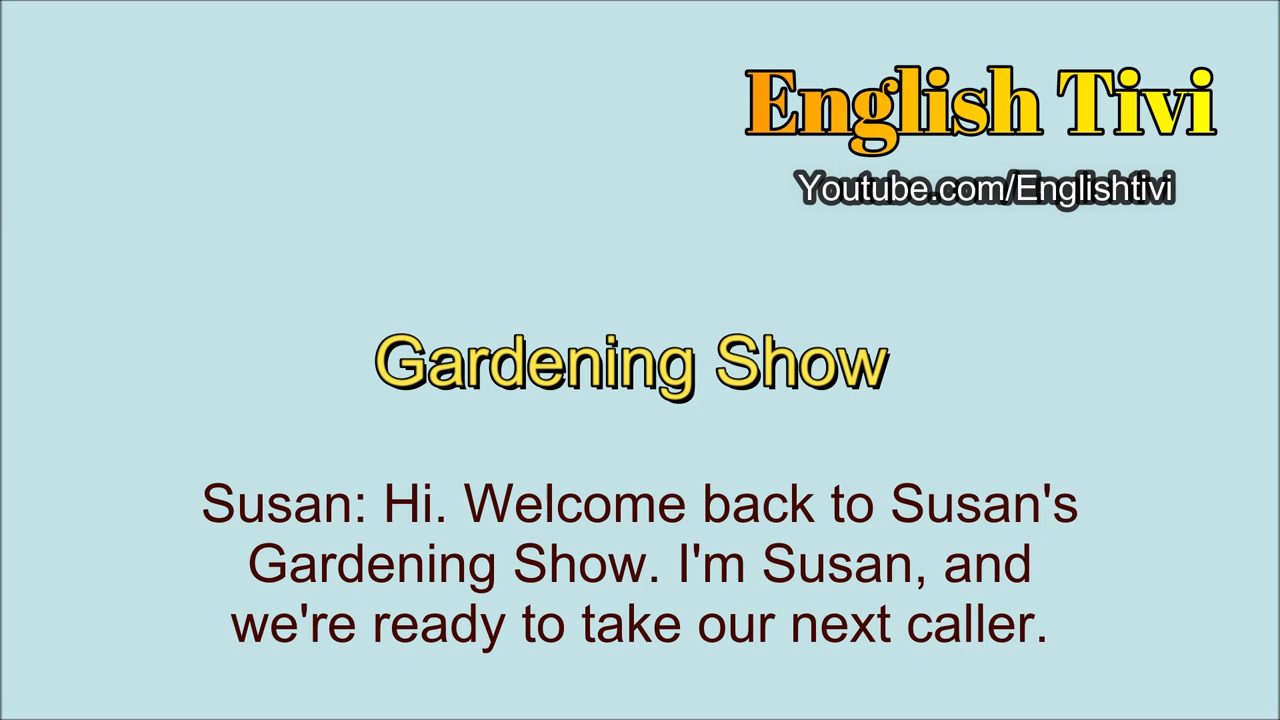 English Tivi
Youtube.com/Englishtivi
Gardening Show
Susan: Hi. Welcome back to Susan's
Gardening Show. I'm Susan, and
we're ready to take our next caller.